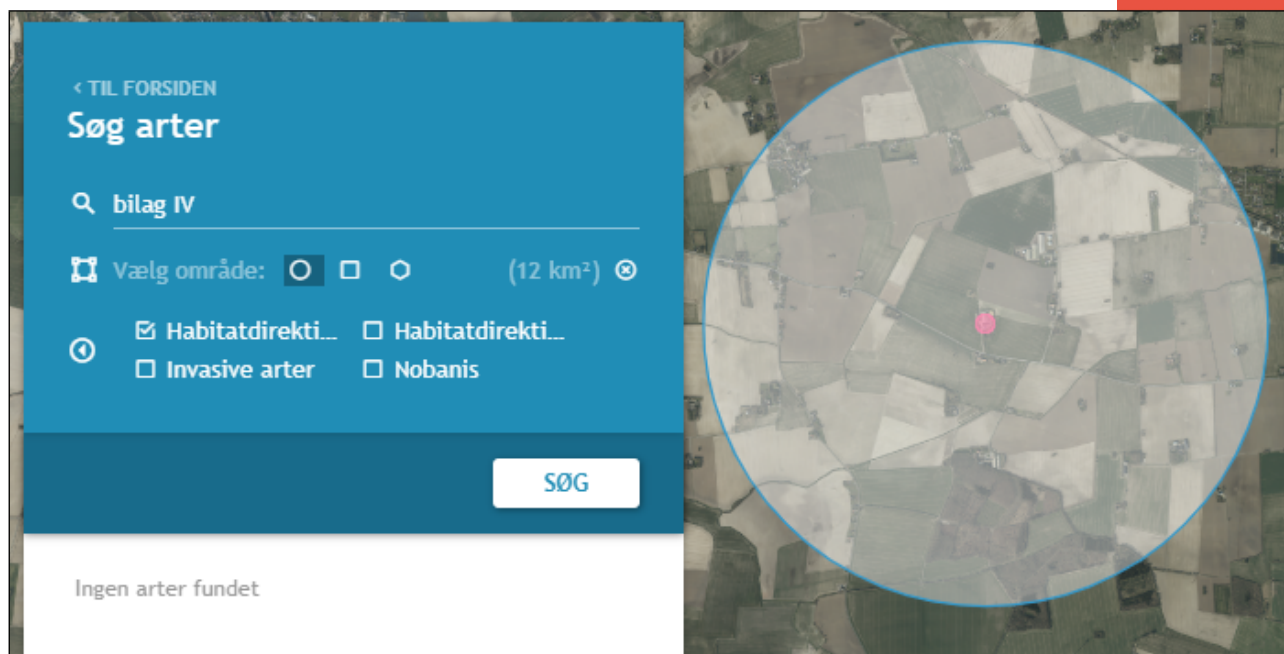 ‹ TIL FORSIDEN
Søg arter
bilag IV
Vælg område: (12 km²)
Habitatdirekti... Habitatdirekti...
Invasive arter Nobanis
SØG
Ingen arter fundet